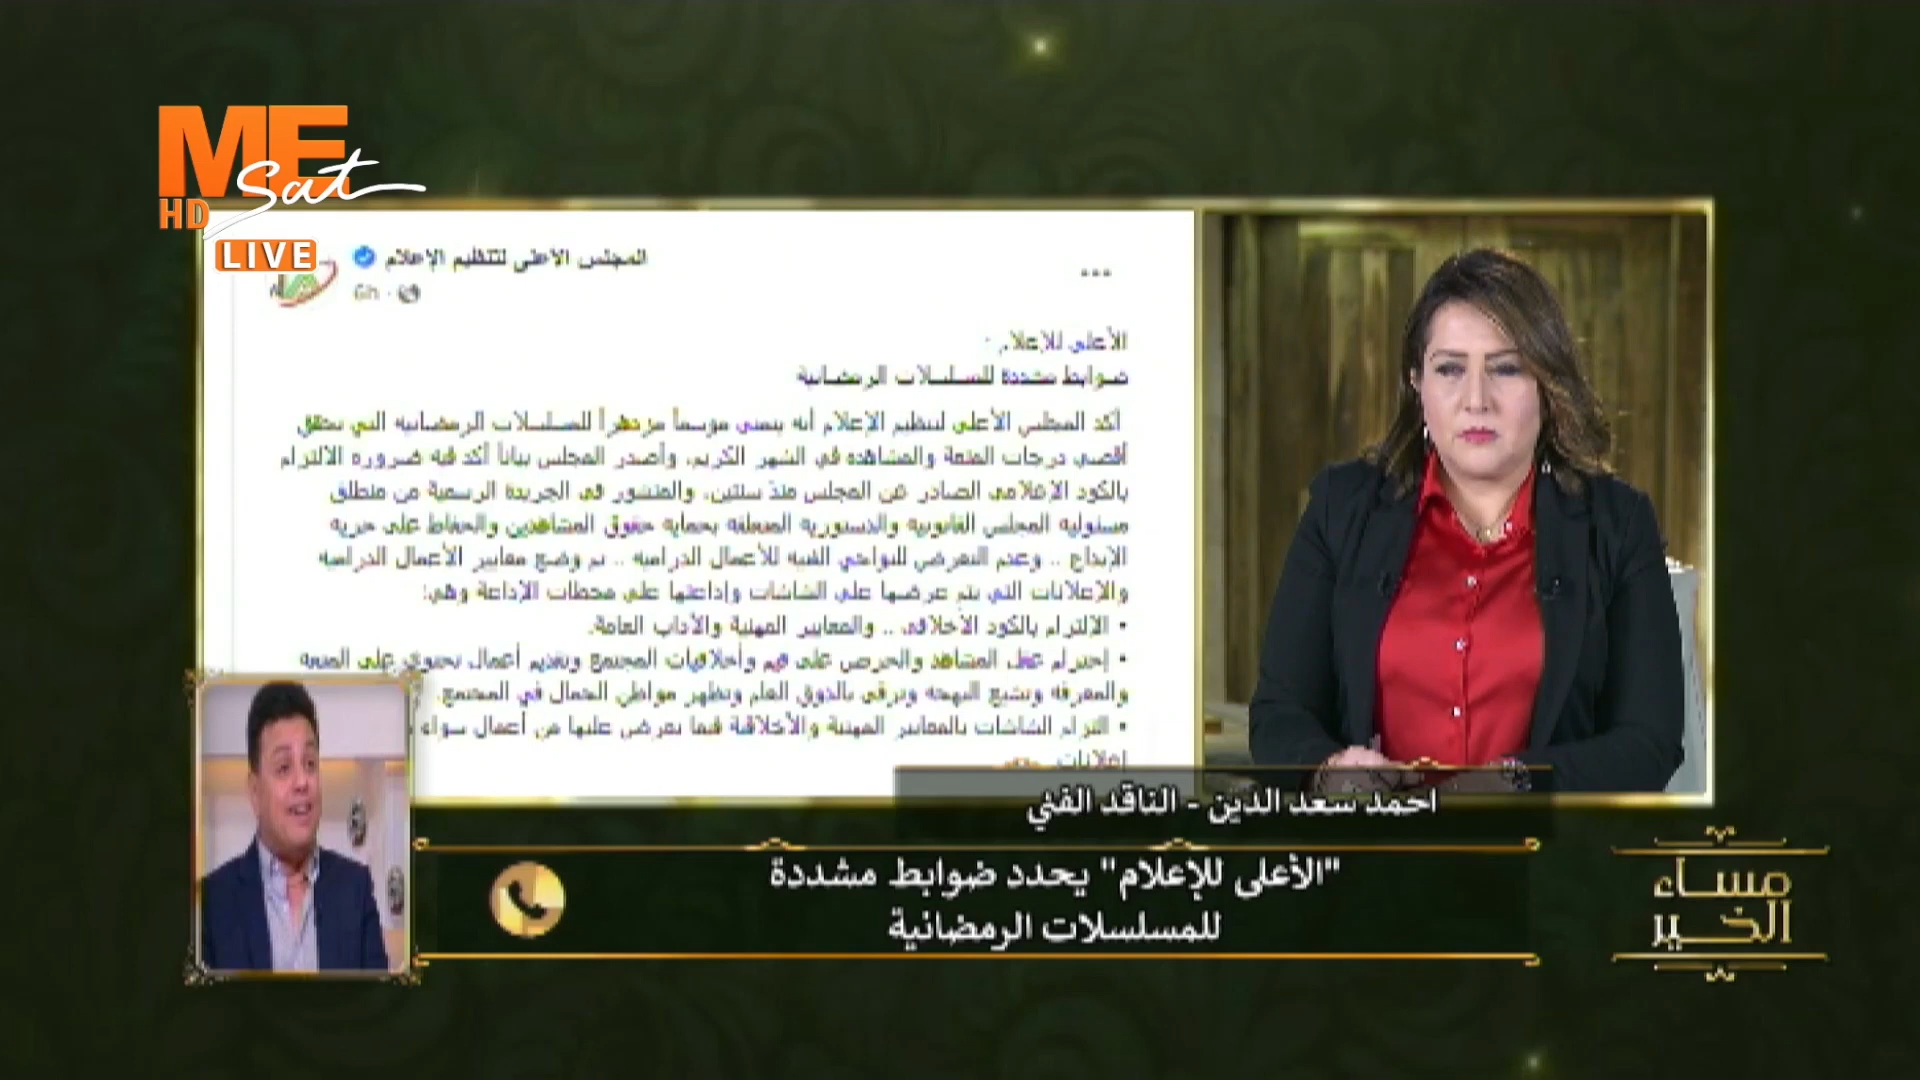 ME
Sat
HD
LIVE
المجلس الأعلى لتنظيم الإعلام
6h
الأعلى للإعلام :
ضوابط مشددة للمسلسلات الرمضانية
أكد المجلس الأعلى لتنظيم الإعلام أنه يتمنى موسماً مزدهراً للمسلسلات الرمضانية التي تحقق
أقصى درجات المتعة والمشاهدة في الشهر الكريم، وأصدر المجلس بياناً أكد فيه ضرورة الالتزام
بالكود الإعلامي الصادر عن المجلس منذ سنتين، والمنشور في الجريدة الرسمية من منطلق
مسئولية المجلس القانونية والدستورية المتعلقة بحماية حقوق المشاهدين والحفاظ على حرية
الإبداع .. وعدم التعرض للنواحي الفنية للأعمال الدرامية .. تم وضع معايير الأعمال الدرامية
والإعلانات التي يتم عرضها على الشاشات وإذاعتها على محطات الإذاعة وهي:
• الالتزام بالكود الأخلاقي .. والمعايير المهنية والآداب العامة.
• إحترام عقل المشاهد والحرص على قيم وأخلاقيات المجتمع وتقديم أعمال تحتوي على المتعة
والمعرفة وتشيع البهجة وترقى بالذوق العام وتظهر مواطن الجمال في المجتمع.
• التزام الشاشات بالمعايير المهنية والأخلاقية فيما يعرض عليها من أعمال سواء
إعلانات
احمد سعد الدين - الناقد الفني
"الأعلى للإعلام" يحدد ضوابط مشددة
للمسلسلات الرمضانية
مساء
الخير